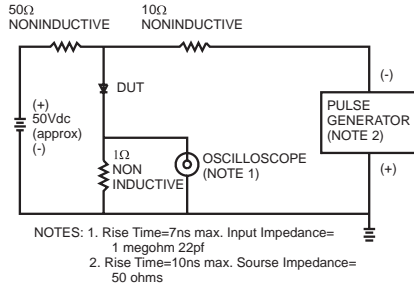 50Ω
NONINDUCTIVE
10Ω
NONINDUCTIVE
DUT
(+)
50Vdc
(approx)
(-)
(-)
PULSE
GENERATOR
(NOTE 2)
(+)
1Ω
NON
INDUCTIVE
OSCILLOSCOPE
(NOTE 1)
NOTES: 1. Rise Time=7ns max. Input Impedance=
1 megohm 22pf
2. Rise Time=10ns max. Sourse Impedance=
50 ohms